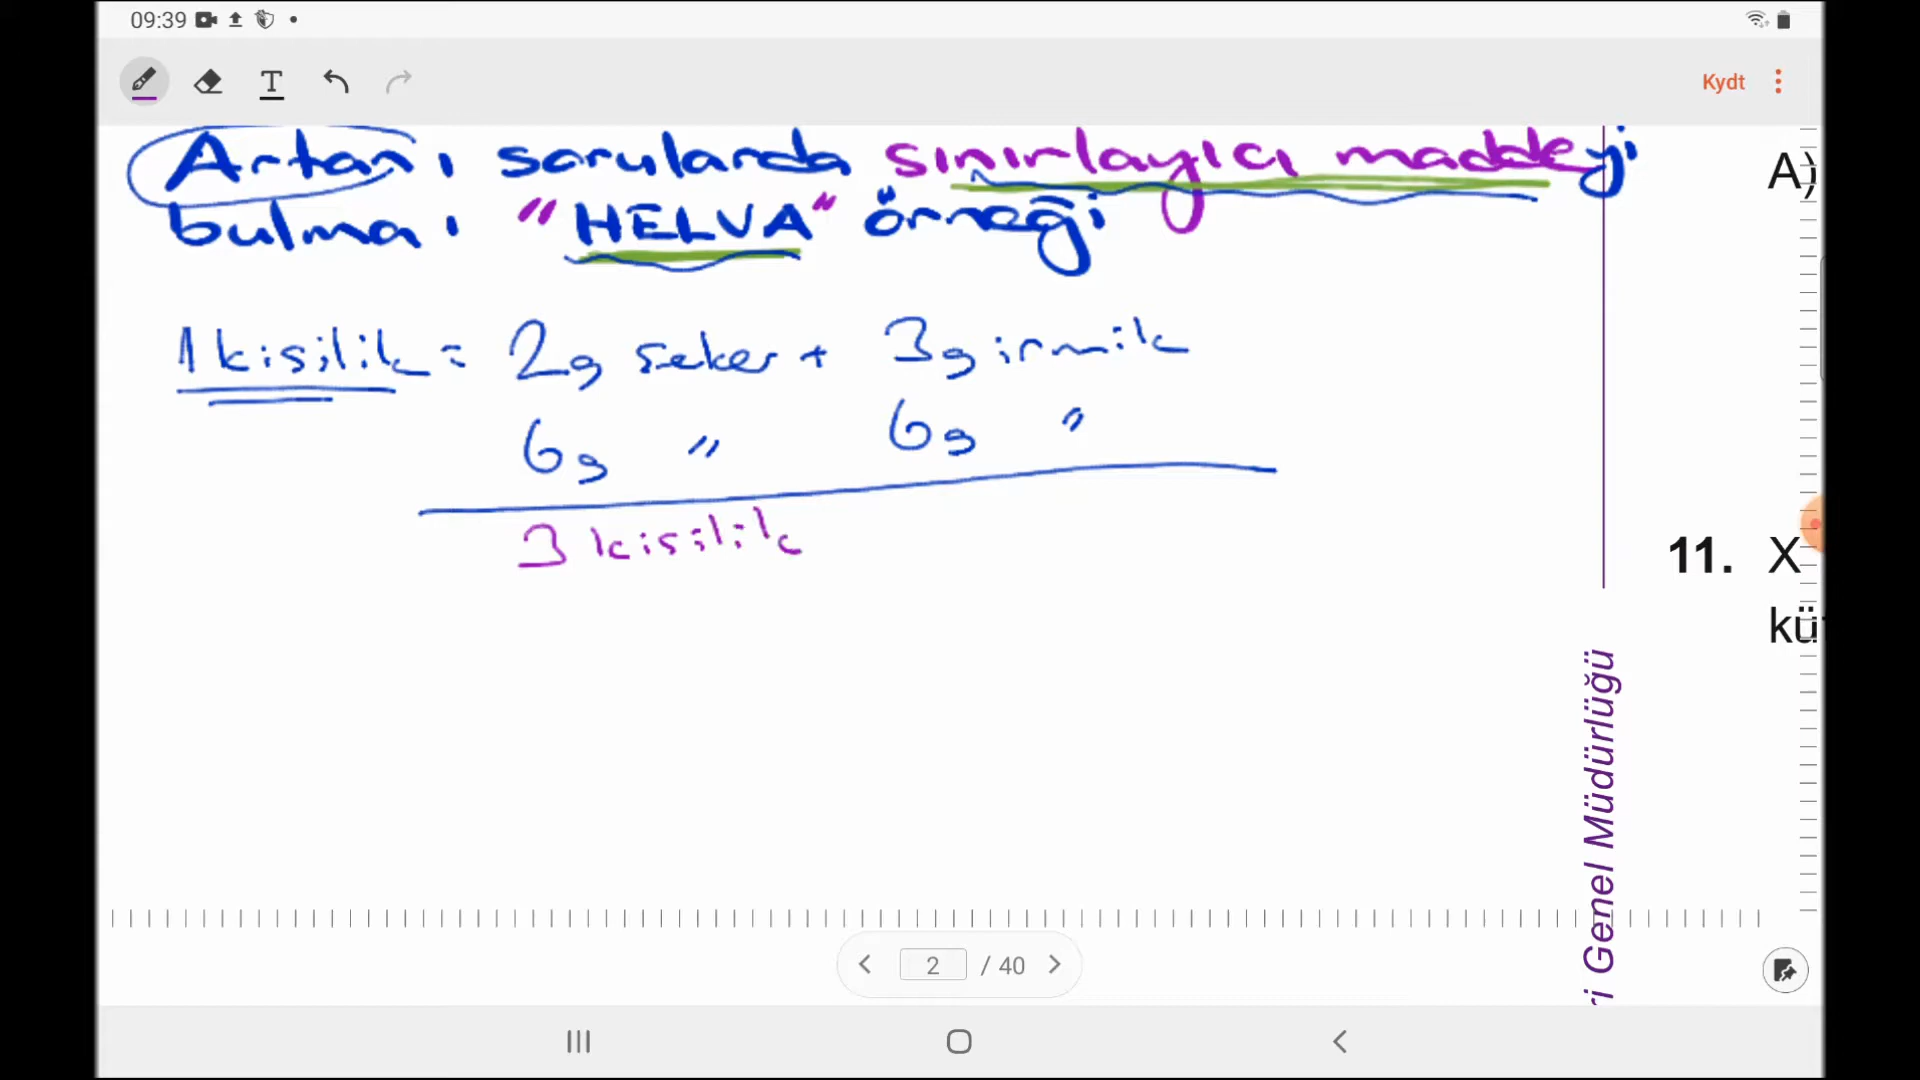 09:39
Kydt
Artan ı sorularda sınırlayıcı maddeyi
bulma ı "HELVA" örneği
1 kişilik = 2g şeker + 3g irmik
6g " 6g "
3 kişilik
A)
11. X
kü
ri Genel Müdürlüğü
2 / 40